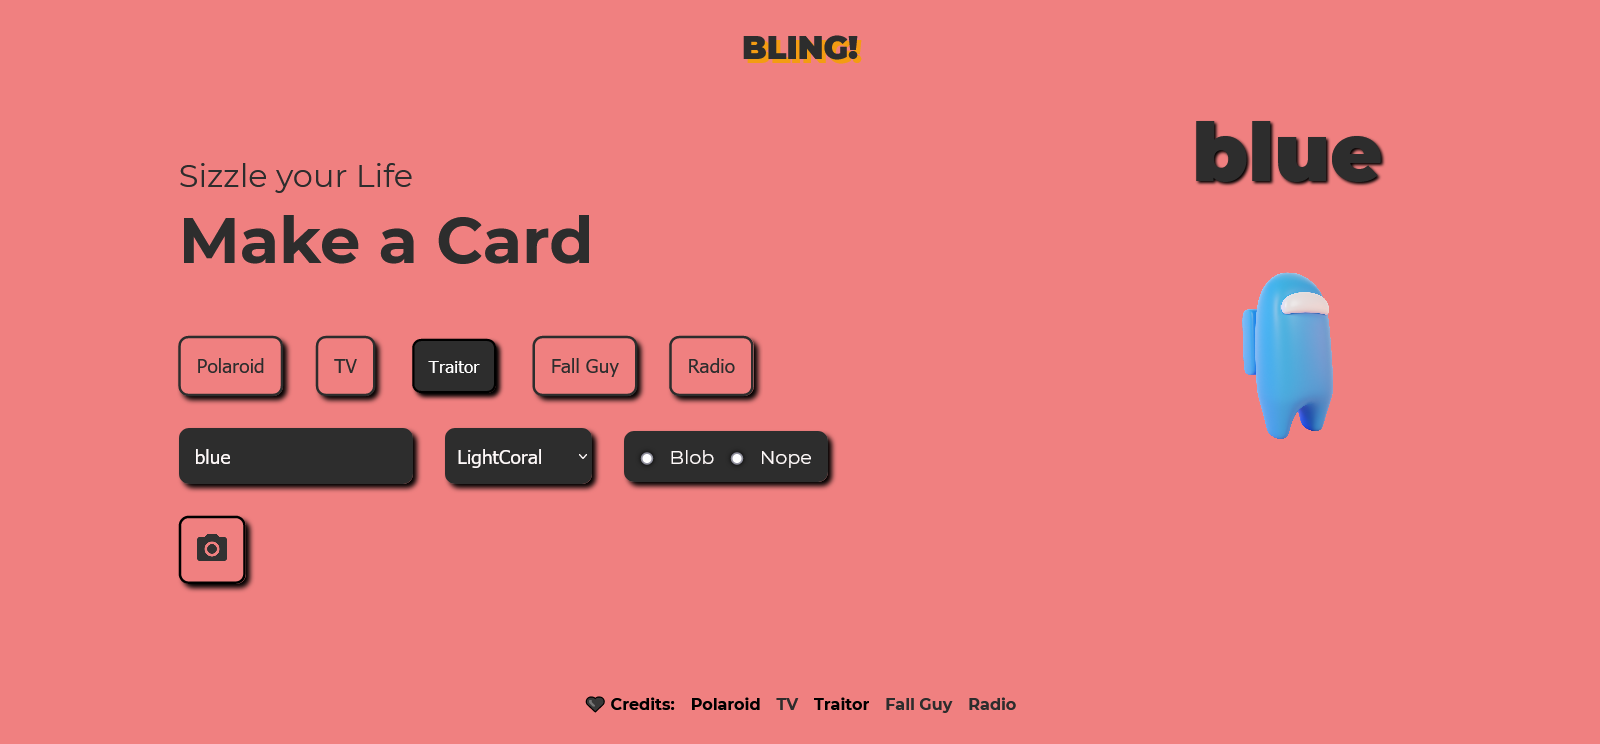 BLING!
blue
Sizzle your Life
Make a Card
Polaroid TV Traitor Fall Guy Radio
blue LightCoral Blob Nope
Credits: Polaroid TV Traitor Fall Guy Radio